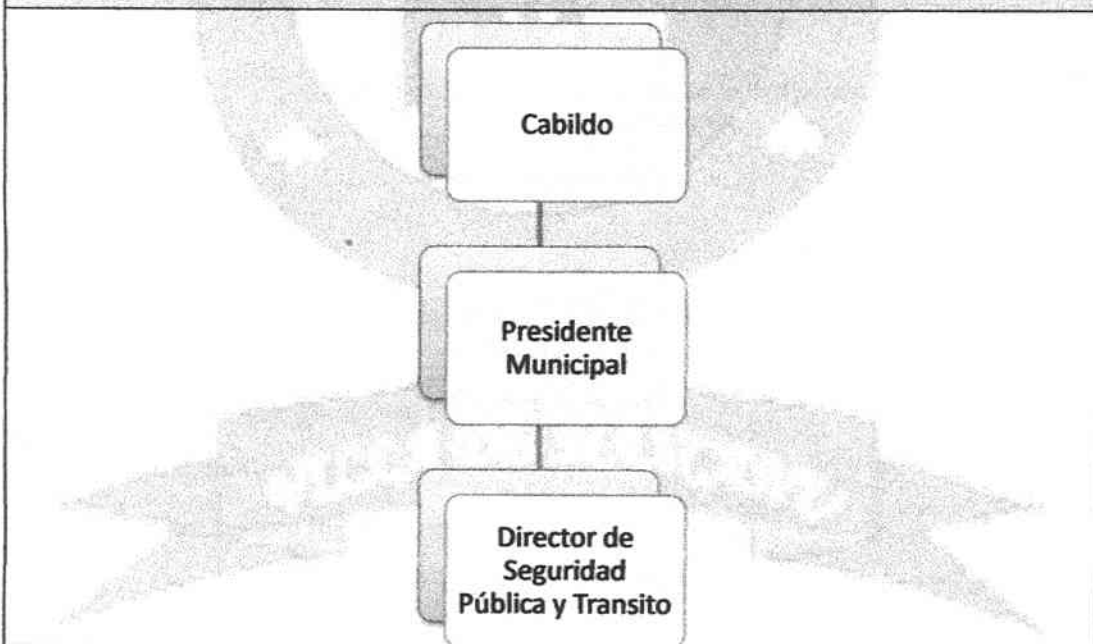 Cabildo
Presidente
Municipal
Director de
Seguridad
Pública y Transito